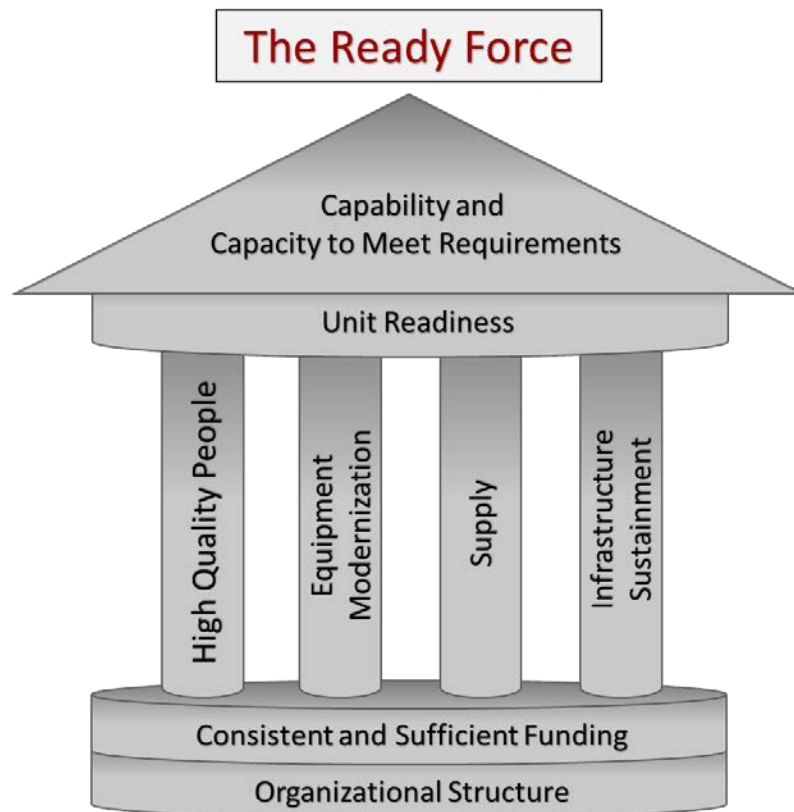 The Ready Force
Capability and
Capacity to Meet Requirements
Unit Readiness
High Quality People
Equipment
Modernization
Supply
Infrastructure
Sustainment
Consistent and Sufficient Funding
Organizational Structure